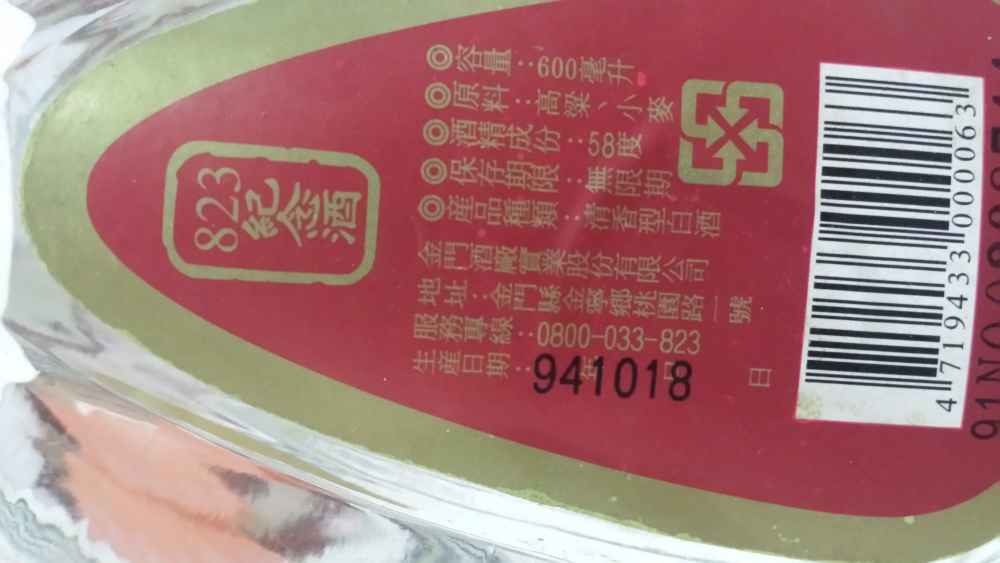 823
紀念酒
◎容量：600毫升
◎原料：高粱、小麥
◎酒精成份：58度
◎保存期限：無限期
◎產品種類：清香型白酒
金門酒廠實業股份有限公司
地址：金門縣金寧鄉桃園路一號
服務專線：0800-033-823
生產日期： 年 月 日
941018
4 719433 000063